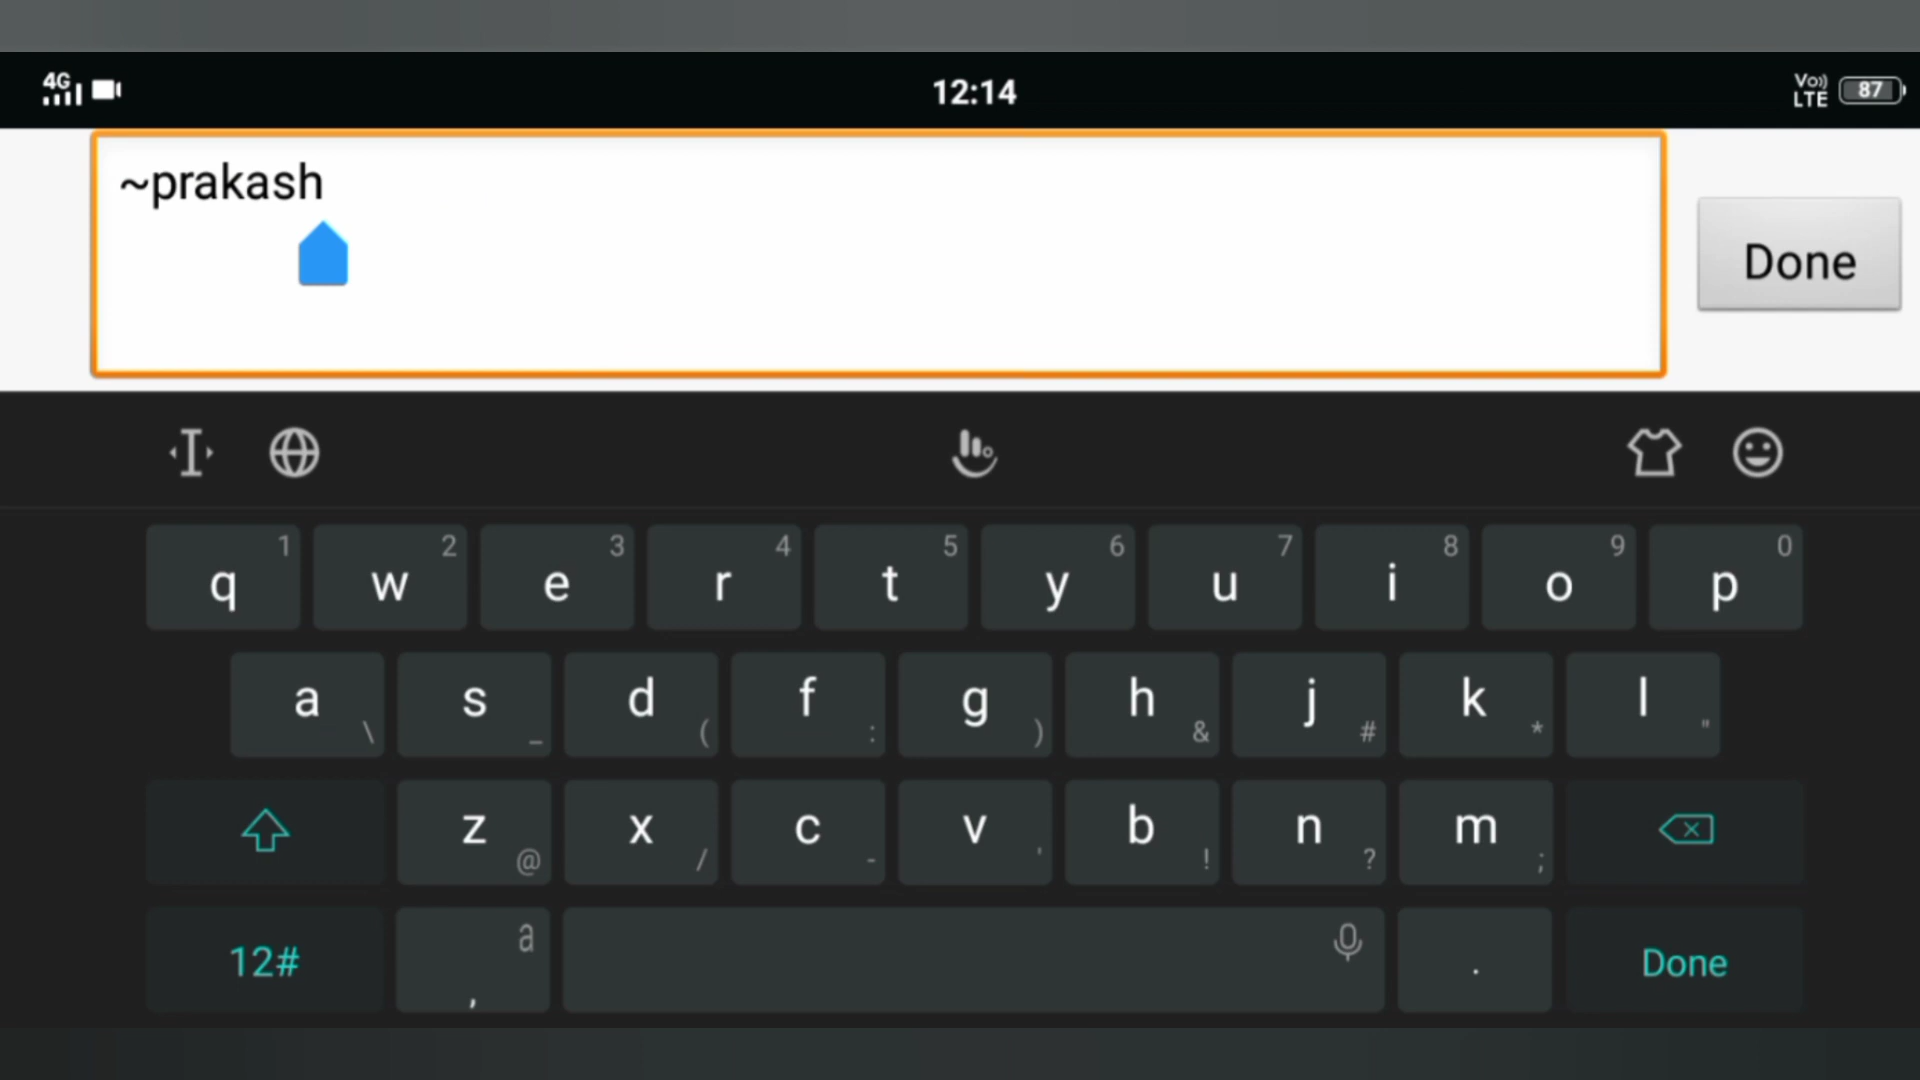 4G 12:14 Vo)) LTE 87
~prakash
Done
1 2 3 4 5 6 7 8 9 0
q w e r t y u i o p
a s d f g h j k l
\ _ ( : ) & # * "
z x c v b n m
@ / - ' ! ? ;
12# , a . Done